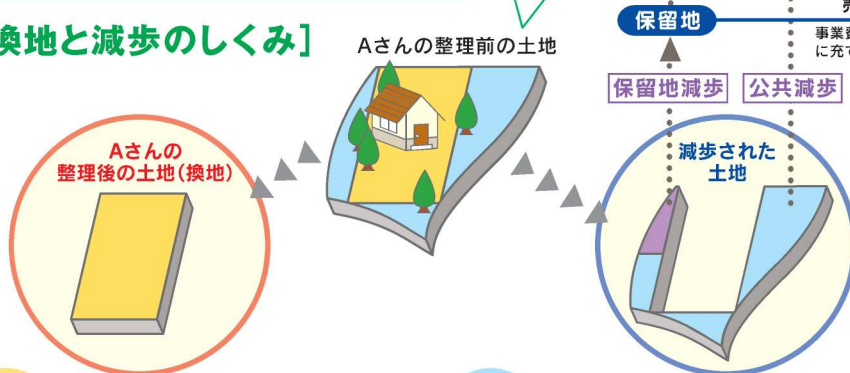 換地と減歩のしくみ]
Aさんの整理前の土地
保留地
事業費
に充て
保留地減歩
公共減歩
Aさんの
整理後の土地(換地)
減歩された
土地